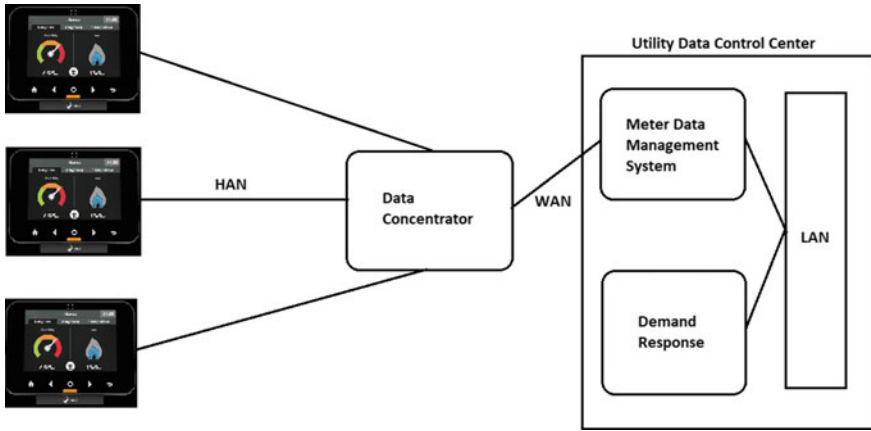 Utility Data Control Center
Meter Data
Management
System
HAN
Data
Concentrator
WAN
LAN
Demand
Response